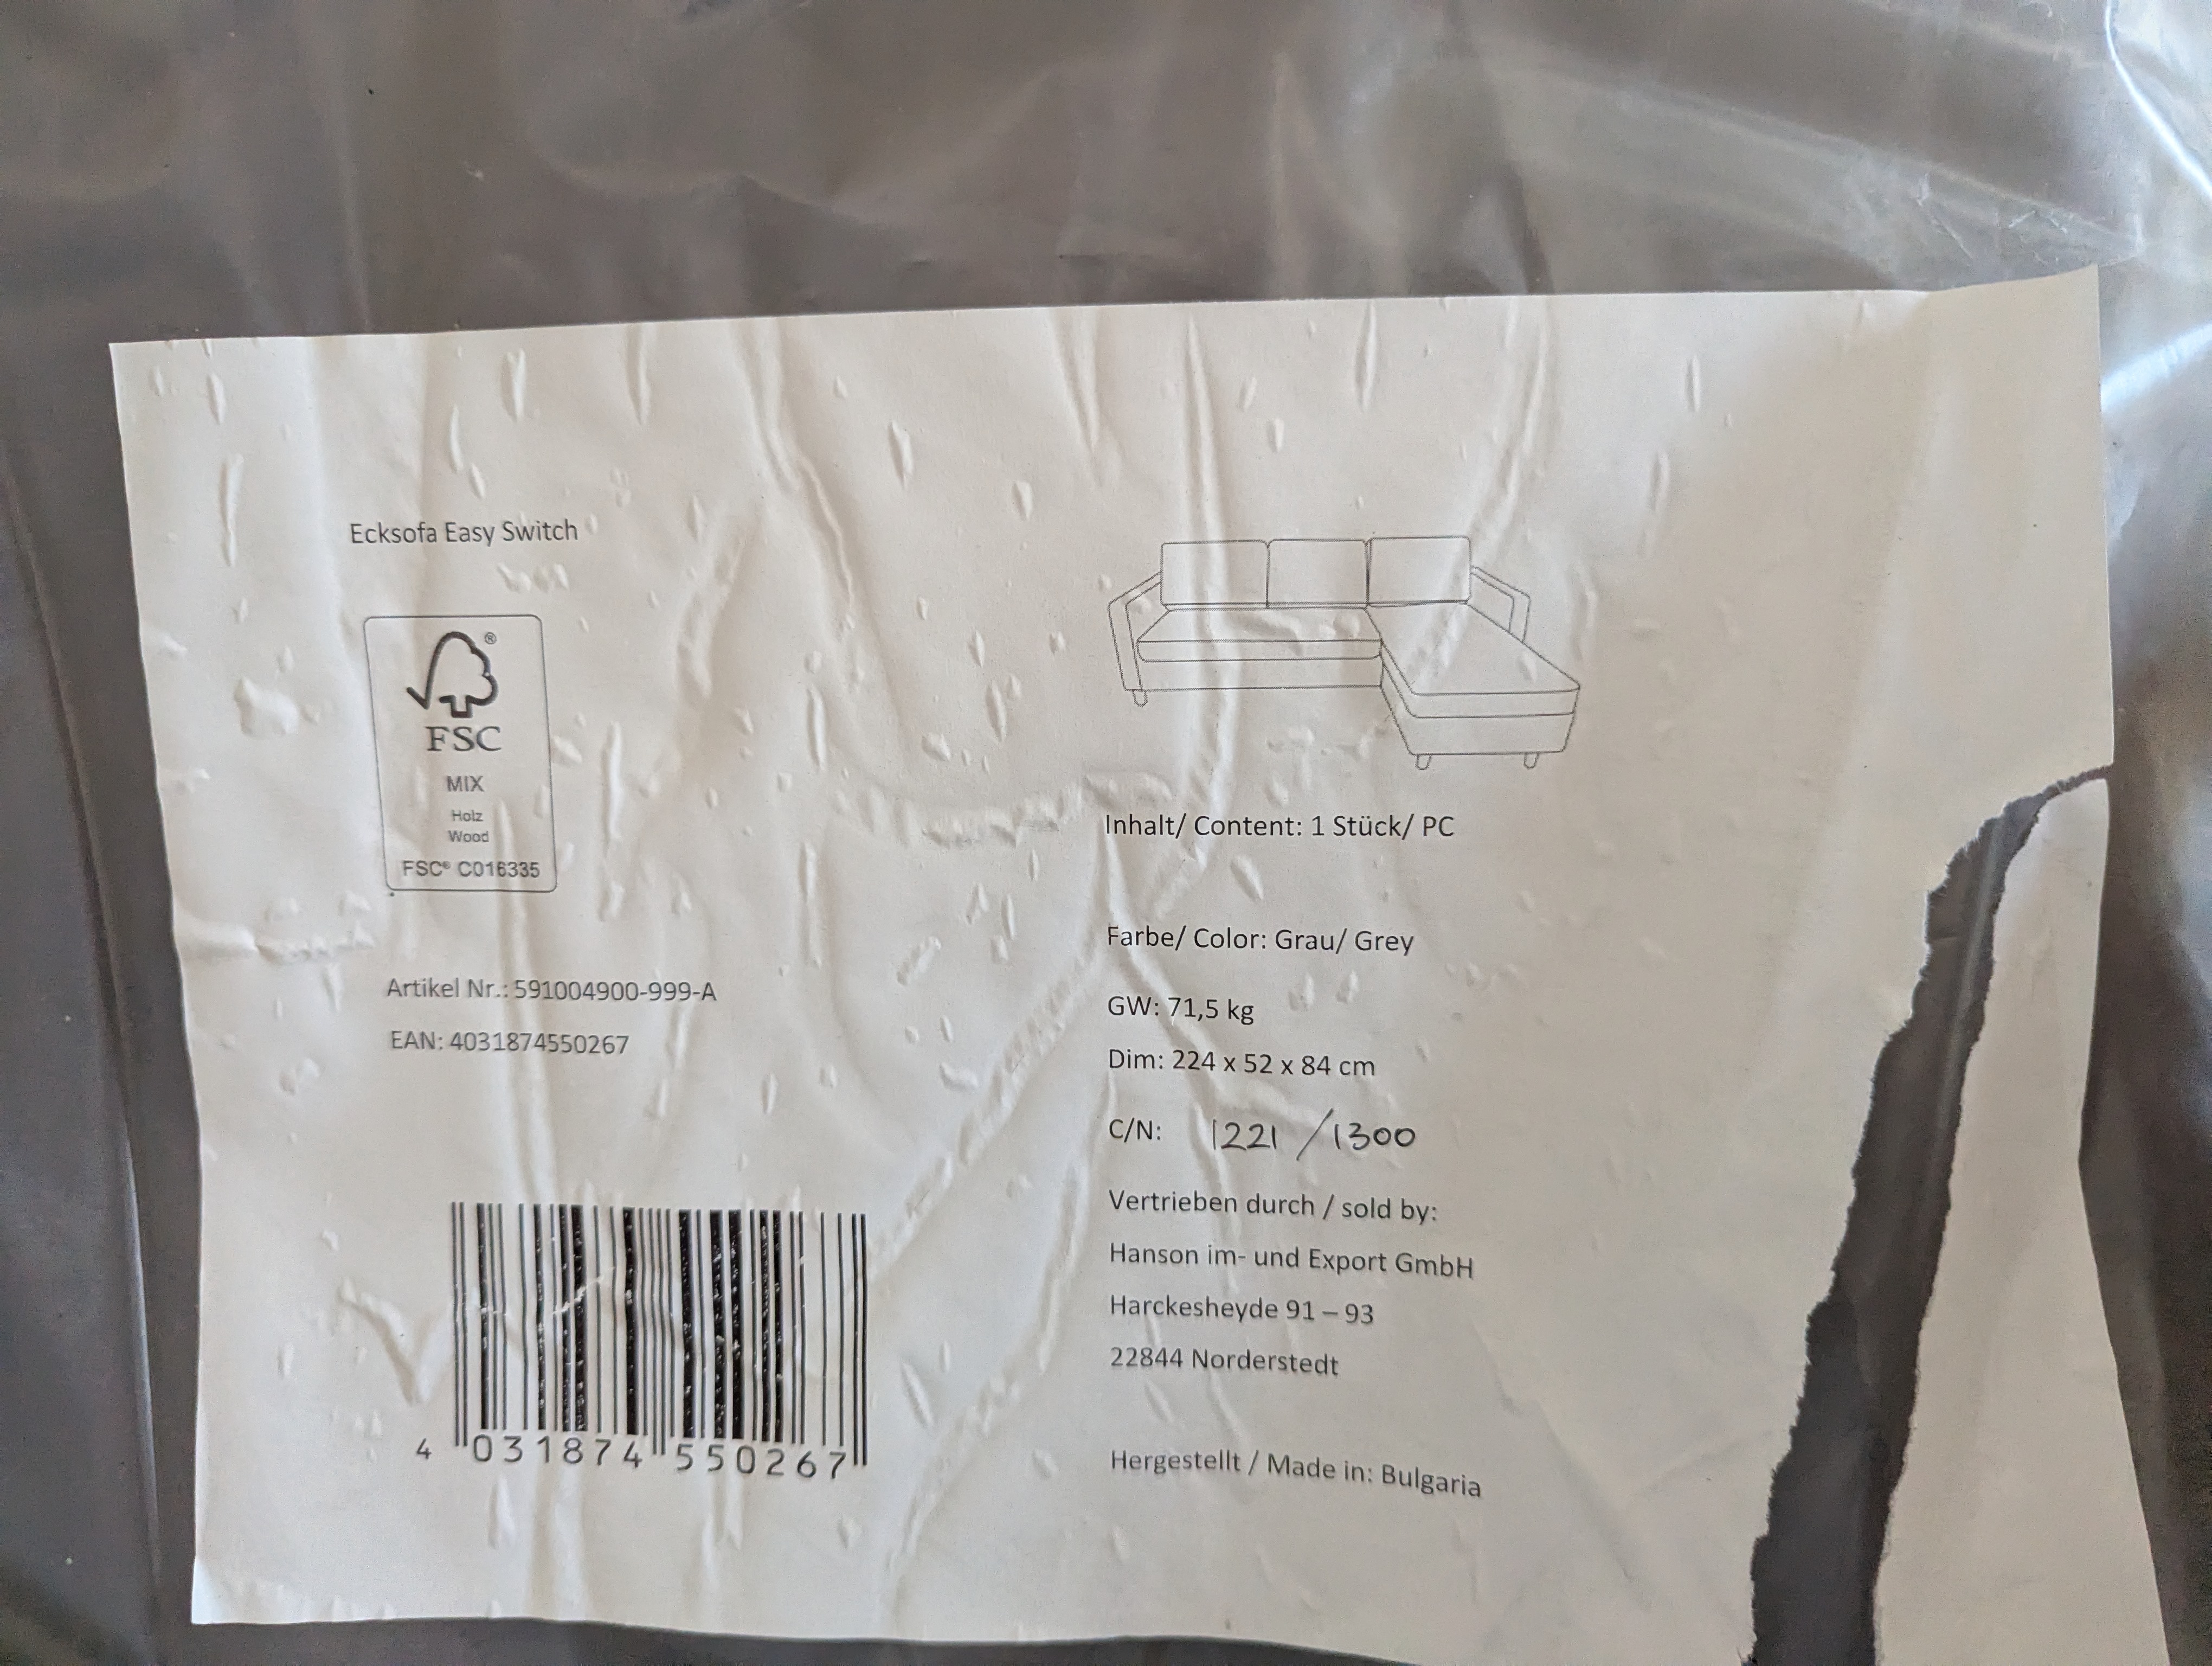 Ecksofa Easy Switch
®
FSC
MIX
Holz
Wood
FSC® C016335
Artikel Nr.: 591004900-999-A
EAN: 4031874550267
4 031874 550267
Inhalt/ Content: 1 Stück/ PC
Farbe/ Color: Grau/ Grey
GW: 71,5 kg
Dim: 224 x 52 x 84 cm
C/N: 1221 / 1300
Vertrieben durch / sold by:
Hanson im- und Export GmbH
Harckesheyde 91 – 93
22844 Norderstedt
Hergestellt / Made in: Bulgaria